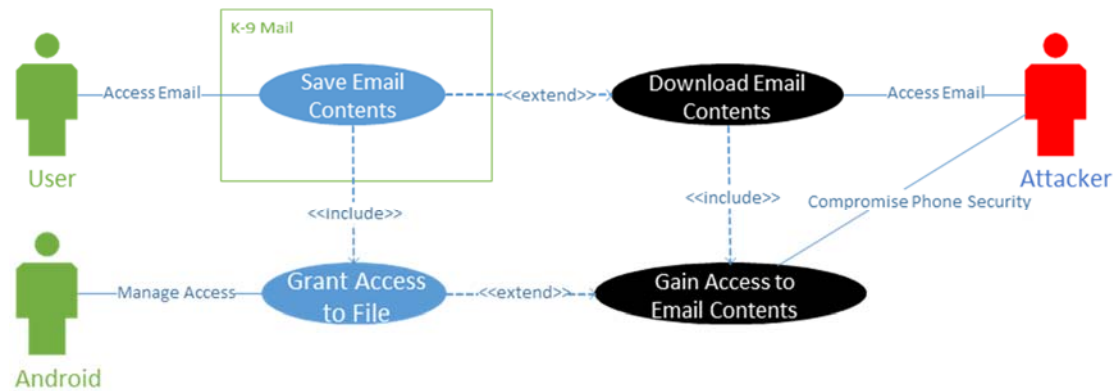 K-9 Mail
Access Email
Save Email
Contents
<<extend>>
Download Email
Contents
Access Email
User
Attacker
<<include>>
<<include>>
Compromise Phone Security
Manage Access
Grant Access
to File
<<extend>>
Gain Access to
Email Contents
Android